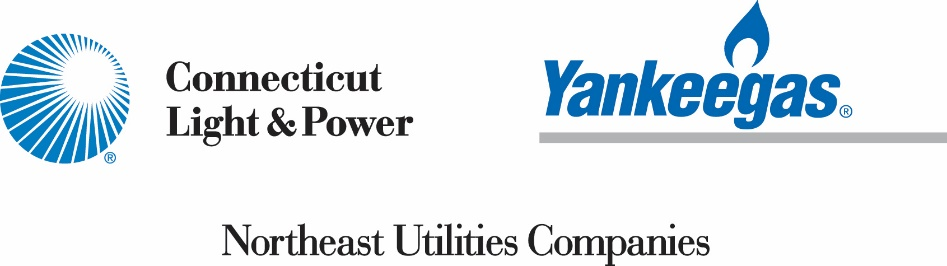 Connecticut
Light & Power ®
Yankeegas®
Northeast Utilities Companies